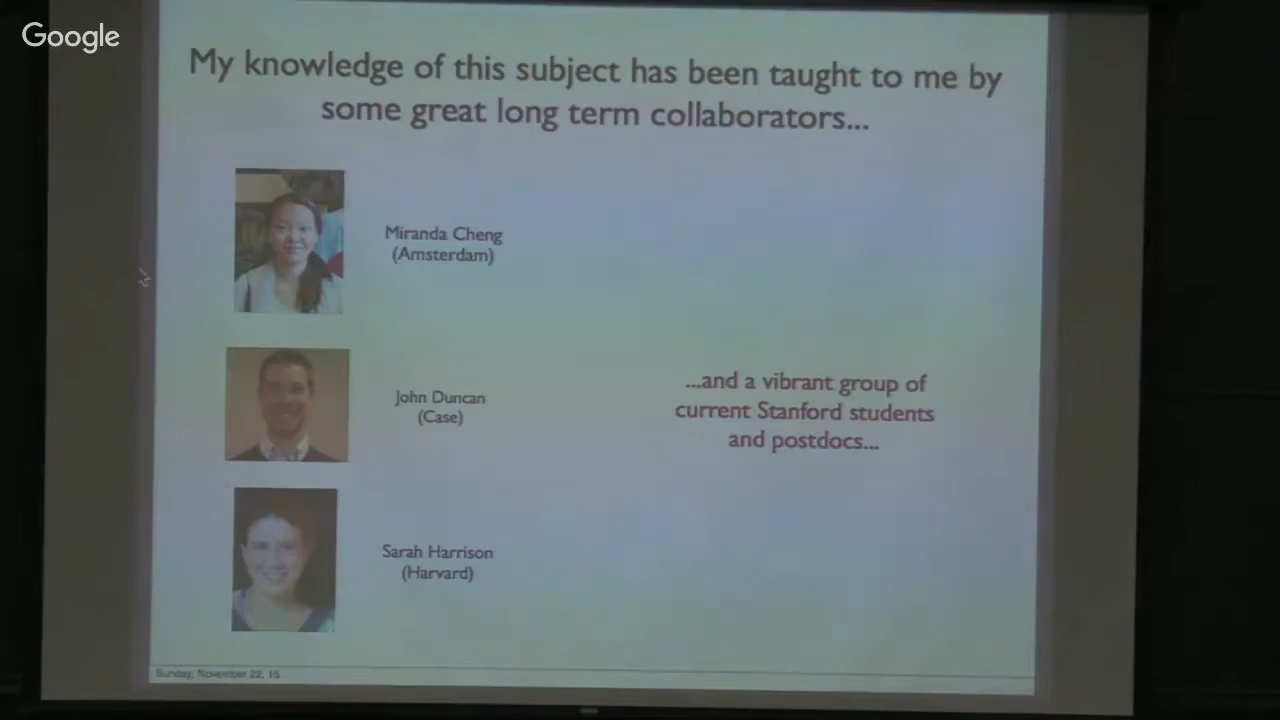 Google
My knowledge of this subject has been taught to me by
some great long term collaborators...
Miranda Cheng
(Amsterdam)
John Duncan
(Case)
...and a vibrant group of
current Stanford students
and postdocs...
Sarah Harrison
(Harvard)
Sunday, November 22, 15